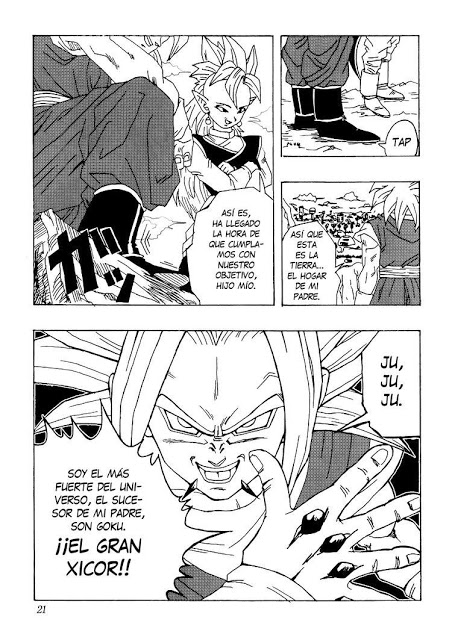 ASÍ ES,
HA LLEGADO
LA HORA DE
QUE CUMPLA-
MOS CON
NUESTRO
OBJETIVO,
HIJO MÍO.
ガッ
TAP
ASÍ QUE
ESTA
ES LA
TIERRA...
EL HOGAR
DE MI
PADRE.
JU,
JU,
JU.
SOY EL MÁS
FUERTE DEL UNI-
VERSO, EL SUCE-
SOR DE MI PADRE,
SON GOKU.
¡¡EL GRAN
XICOR!!
21